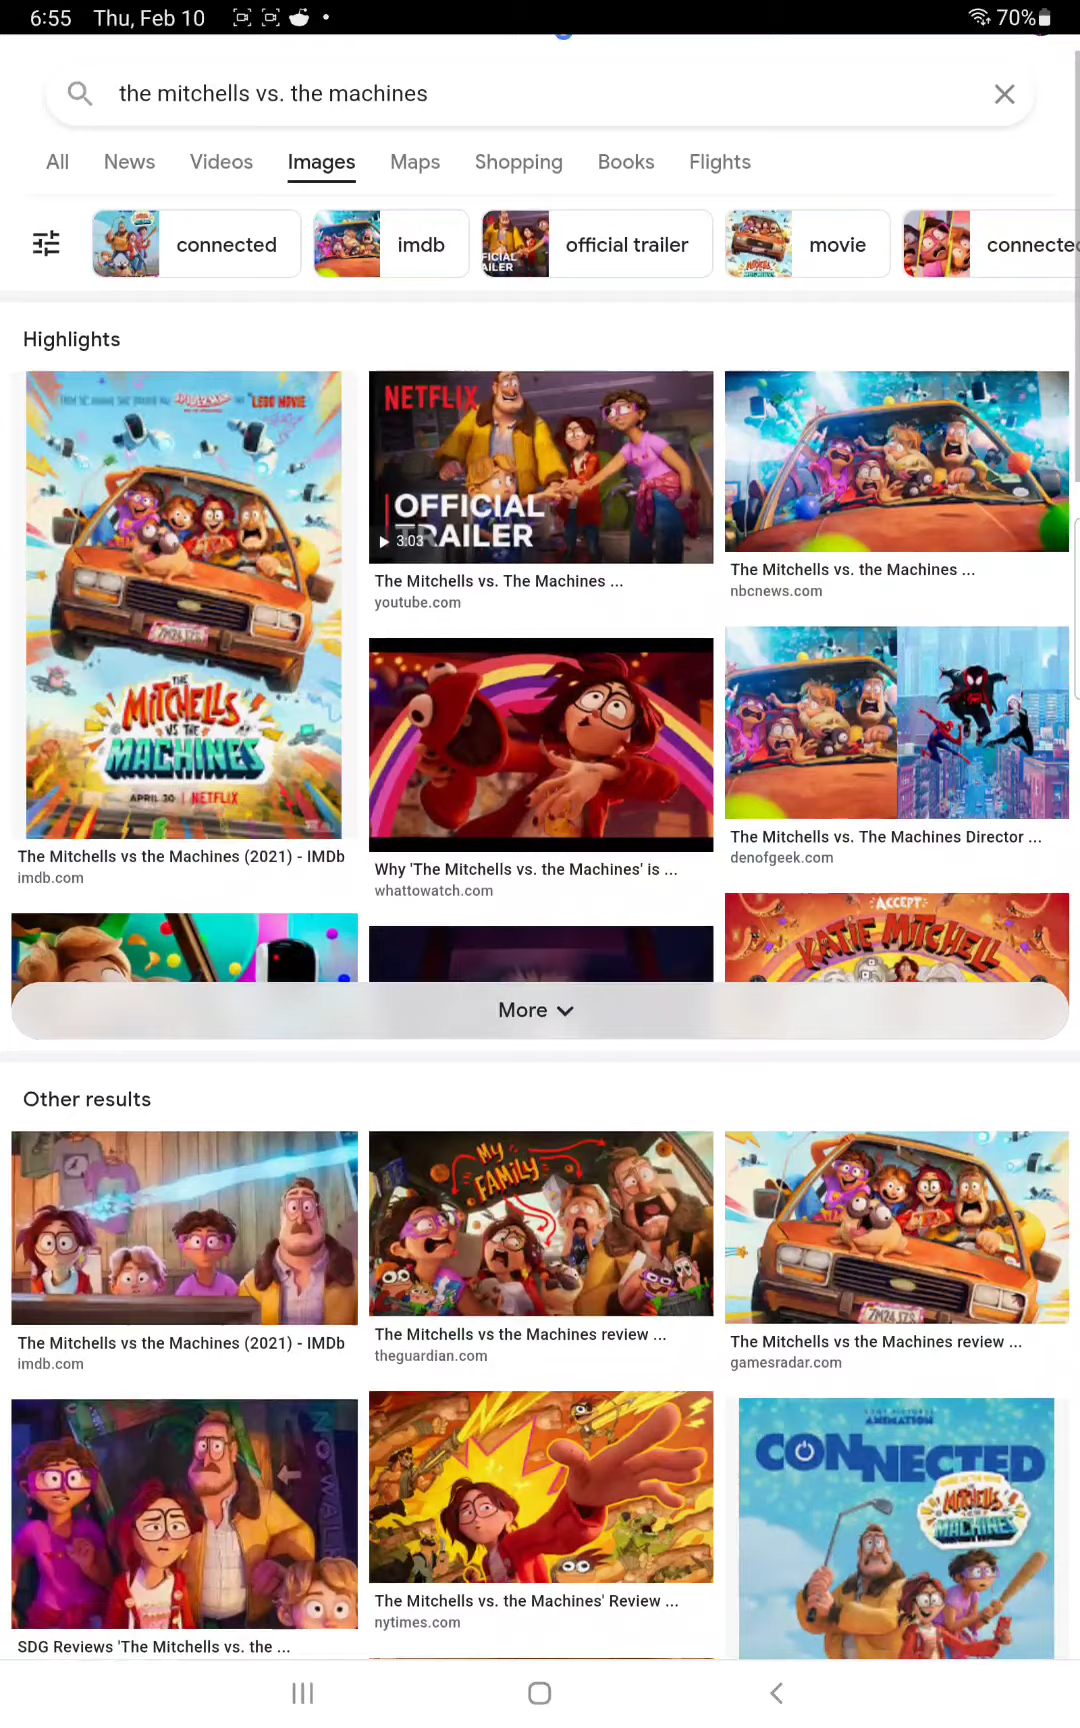 6:55 Thu, Feb 10
70%
the mitchells vs. the machines
All News Videos Images Maps Shopping Books Flights
connected
imdb
official trailer
movie
connected
Highlights
LEGO MOVIE
THE
MITCHELLS
VS THE
MACHINES
APRIL 30 | NETFLIX
The Mitchells vs the Machines (2021) - IMDb
imdb.com
NETFLIX
OFFICIAL
TRAILER
3:03
The Mitchells vs. The Machines ...
youtube.com
The Mitchells vs. the Machines ...
nbcnews.com
Why 'The Mitchells vs. the Machines' is ...
whattowatch.com
The Mitchells vs. The Machines Director ...
denofgeek.com
ACCEPT
KATIE MITCHELL
More
Other results
The Mitchells vs the Machines (2021) - IMDb
imdb.com
My
FAMILY
The Mitchells vs the Machines review ...
theguardian.com
The Mitchells vs the Machines review ...
gamesradar.com
SDG Reviews 'The Mitchells vs. the ...
The Mitchells vs. the Machines' Review ...
nytimes.com
ANIMATION
CONNECTED
MITCHELLS
MACHINES